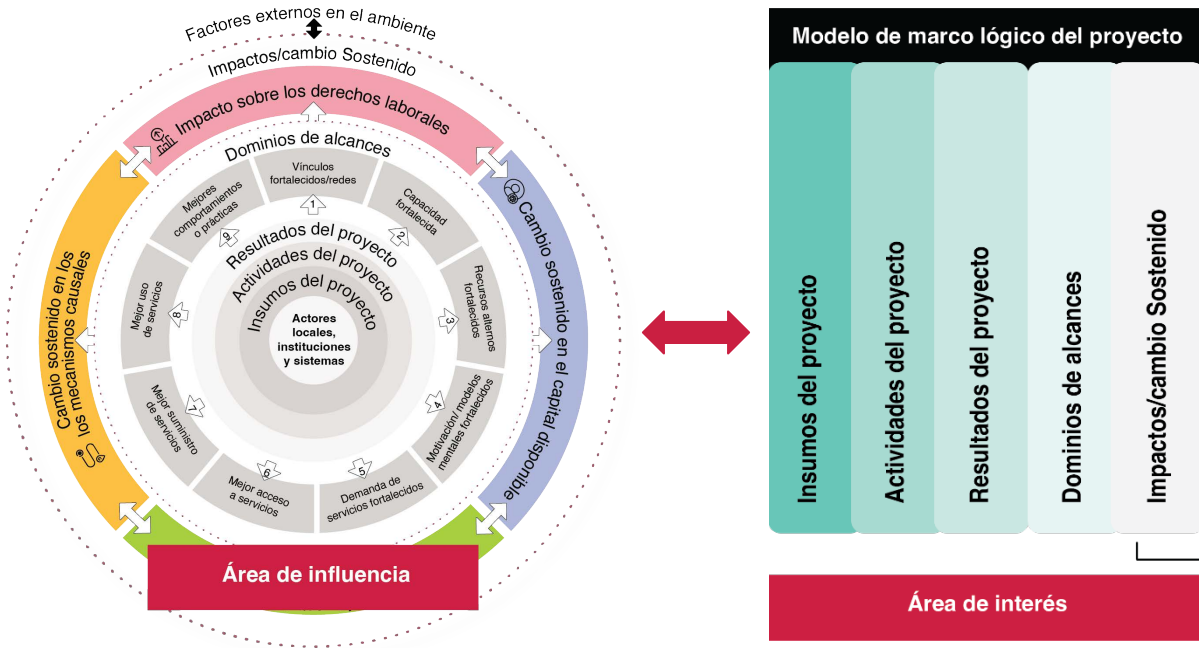 Factores externos en el ambiente
Impactos/cambio Sostenido
Impacto sobre los derechos laborales
Cambio sostenido en el capital disponible
Cambio sostenido en los
los mecanismos causales
Dominios de alcances
1
Vínculos
fortalecidos/redes
2
Capacidad
fortalecida
3
Recursos alternos
fortalecidos
4
Motivación/ modelos
mentales fortalecidos
5
Demanda de
servicios fortalecidos
6
Mejor acceso
a servicios
7
Mejor suministro
de servicios
8
Mejor uso
de servicios
9
Mejores
comportamientos
o prácticas
Resultados del proyecto
Actividades del proyecto
Insumos del proyecto
Actores
locales,
instituciones
y sistemas
Área de influencia
Modelo de marco lógico del proyecto
Insumos del proyecto
Actividades del proyecto
Resultados del proyecto
Dominios de alcances
Impactos/cambio Sostenido
Área de interés